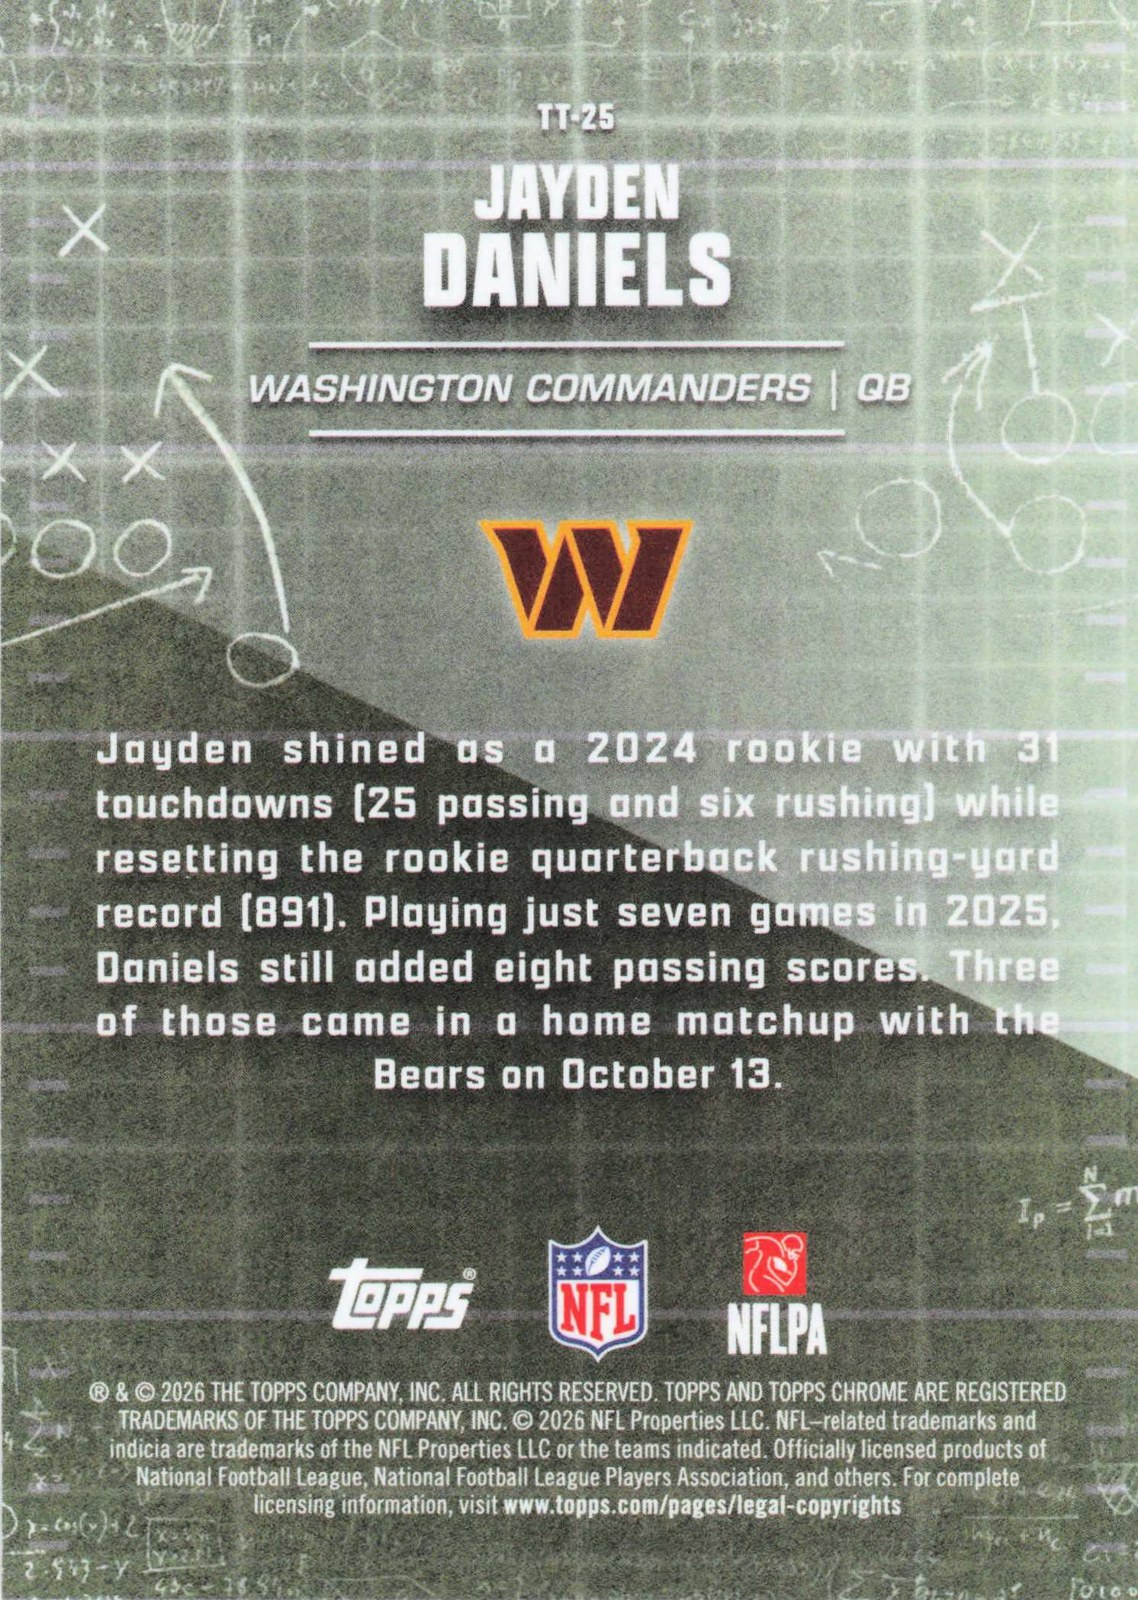 TT-25
JAYDEN
DANIELS
WASHINGTON COMMANDERS | QB
W
Jayden shined as a 2024 rookie with 31
touchdowns (25 passing and six rushing) while
resetting the rookie quarterback rushing-yard
record (891). Playing just seven games in 2025,
Daniels still added eight passing scores. Three
of those came in a home matchup with the
Bears on October 13.
topps®
NFL
NFLPA
® & © 2026 THE TOPPS COMPANY, INC. ALL RIGHTS RESERVED. TOPPS AND TOPPS CHROME ARE REGISTERED
TRADEMARKS OF THE TOPPS COMPANY, INC. © 2026 NFL Properties LLC. NFL–related trademarks and
indicia are trademarks of the NFL Properties LLC or the teams indicated. Officially licensed products of
National Football League, National Football League Players Association, and others. For complete
licensing information, visit www.topps.com/pages/legal-copyrights